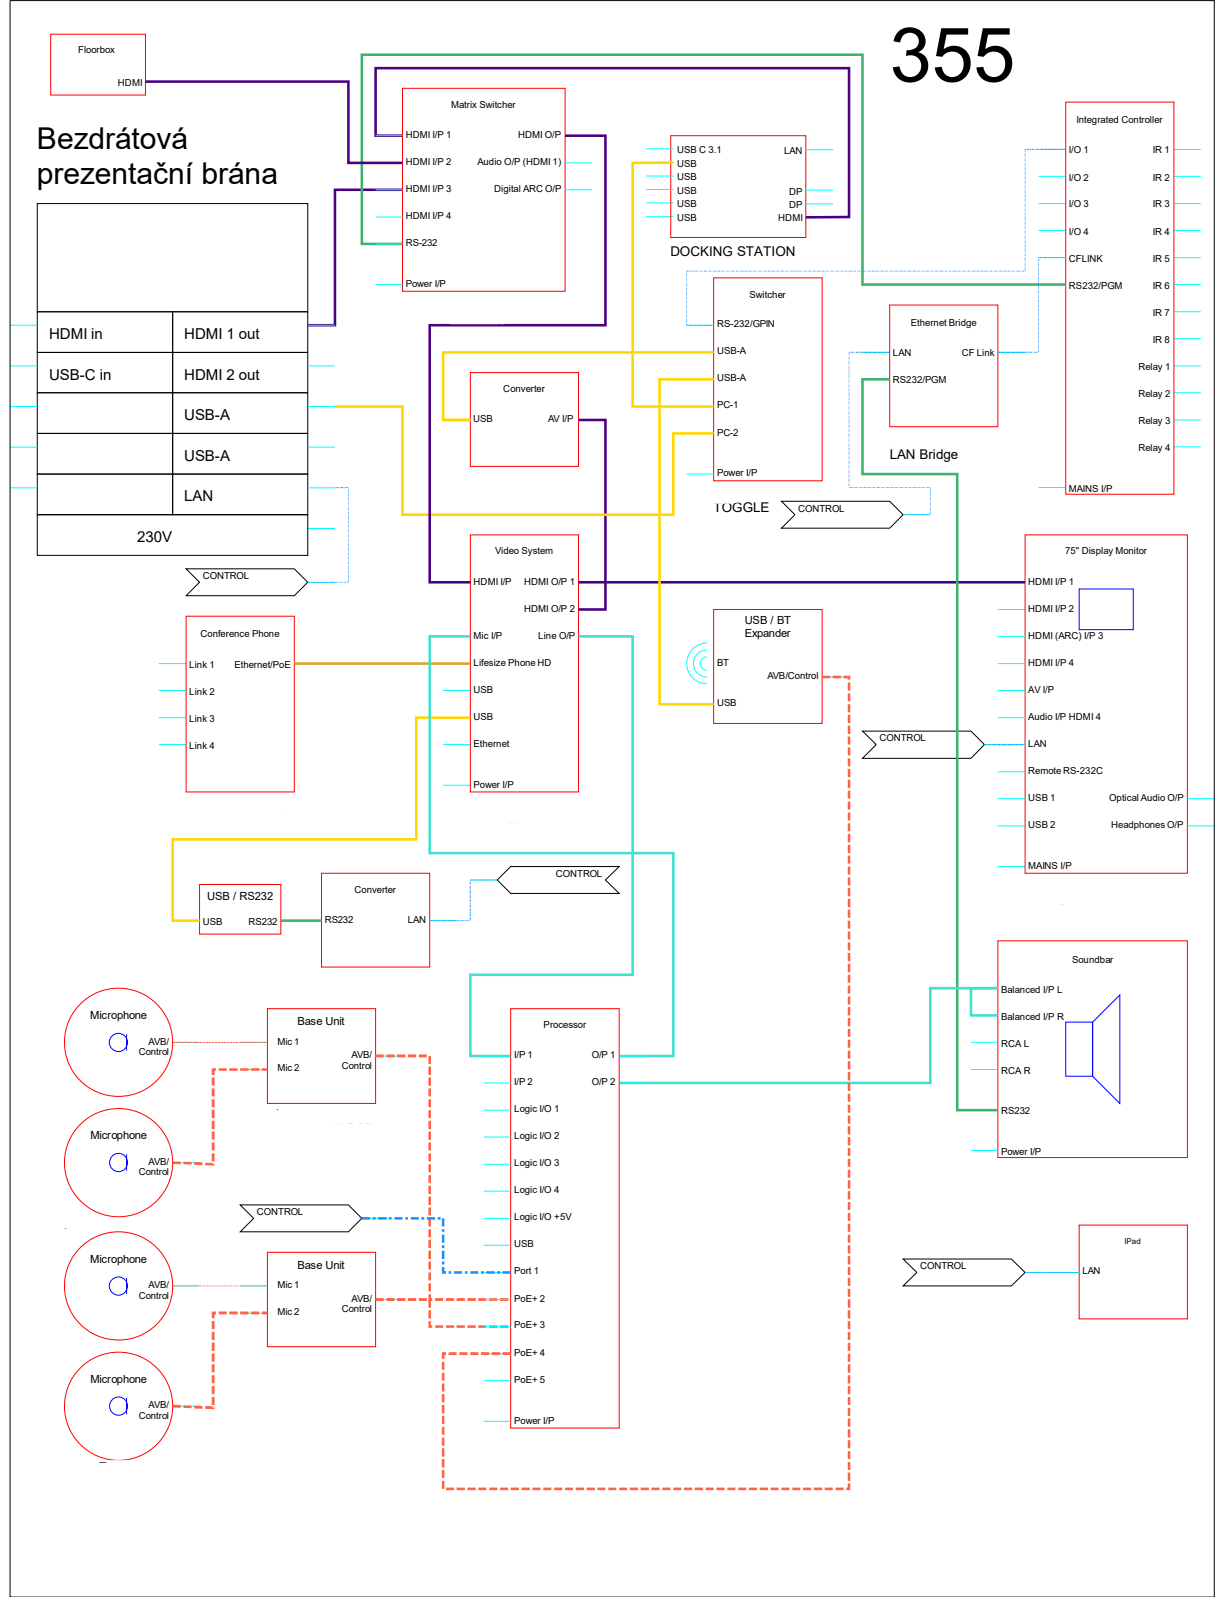 355
Floorbox
HDMI
Bezdrátová
prezentační brána
HDMI in
HDMI 1 out
USB-C in
HDMI 2 out
USB-A
USB-A
LAN
230V
CONTROL
Matrix Switcher
HDMI I/P 1
HDMI O/P
HDMI I/P 2
Audio O/P (HDMI 1)
HDMI I/P 3
Digital ARC O/P
HDMI I/P 4
RS-232
Power I/P
USB C 3.1
LAN
USB
USB
USB
DP
USB
DP
USB
HDMI
DOCKING STATION
Switcher
RS-232/GPIN
USB-A
USB-A
PC-1
PC-2
Power I/P
TOGGLE
CONTROL
Ethernet Bridge
LAN
CF Link
RS232/PGM
LAN Bridge
Integrated Controller
I/O 1
IR 1
I/O 2
IR 2
I/O 3
IR 3
I/O 4
IR 4
CFLINK
IR 5
RS232/PGM
IR 6
IR 7
IR 8
Relay 1
Relay 2
Relay 3
Relay 4
MAINS I/P
Converter
USB
AV I/P
Video System
HDMI I/P
HDMI O/P 1
HDMI O/P 2
Mic I/P
Line O/P
Lifesize Phone HD
USB
USB
Ethernet
Power I/P
Conference Phone
Link 1
Ethernet/PoE
Link 2
Link 3
Link 4
USB / BT
Expander
BT
AVB/Control
USB
75" Display Monitor
HDMI I/P 1
HDMI I/P 2
HDMI (ARC) I/P 3
HDMI I/P 4
AV I/P
Audio I/P HDMI 4
CONTROL
LAN
Remote RS-232C
USB 1
Optical Audio O/P
USB 2
Headphones O/P
MAINS I/P
USB / RS232
USB
RS232
Converter
RS232
LAN
CONTROL
Soundbar
Balanced I/P L
Balanced I/P R
RCA L
RCA R
RS232
Power I/P
Microphone
AVB/
Control
Base Unit
Mic 1
Mic 2
AVB/
Control
Microphone
AVB/
Control
CONTROL
Microphone
AVB/
Control
Base Unit
Mic 1
Mic 2
AVB/
Control
Microphone
AVB/
Control
Processor
I/P 1
O/P 1
I/P 2
O/P 2
Logic I/O 1
Logic I/O 2
Logic I/O 3
Logic I/O 4
Logic I/O +5V
USB
Port 1
PoE+ 2
PoE+ 3
PoE+ 4
PoE+ 5
Power I/P
IPad
CONTROL
LAN